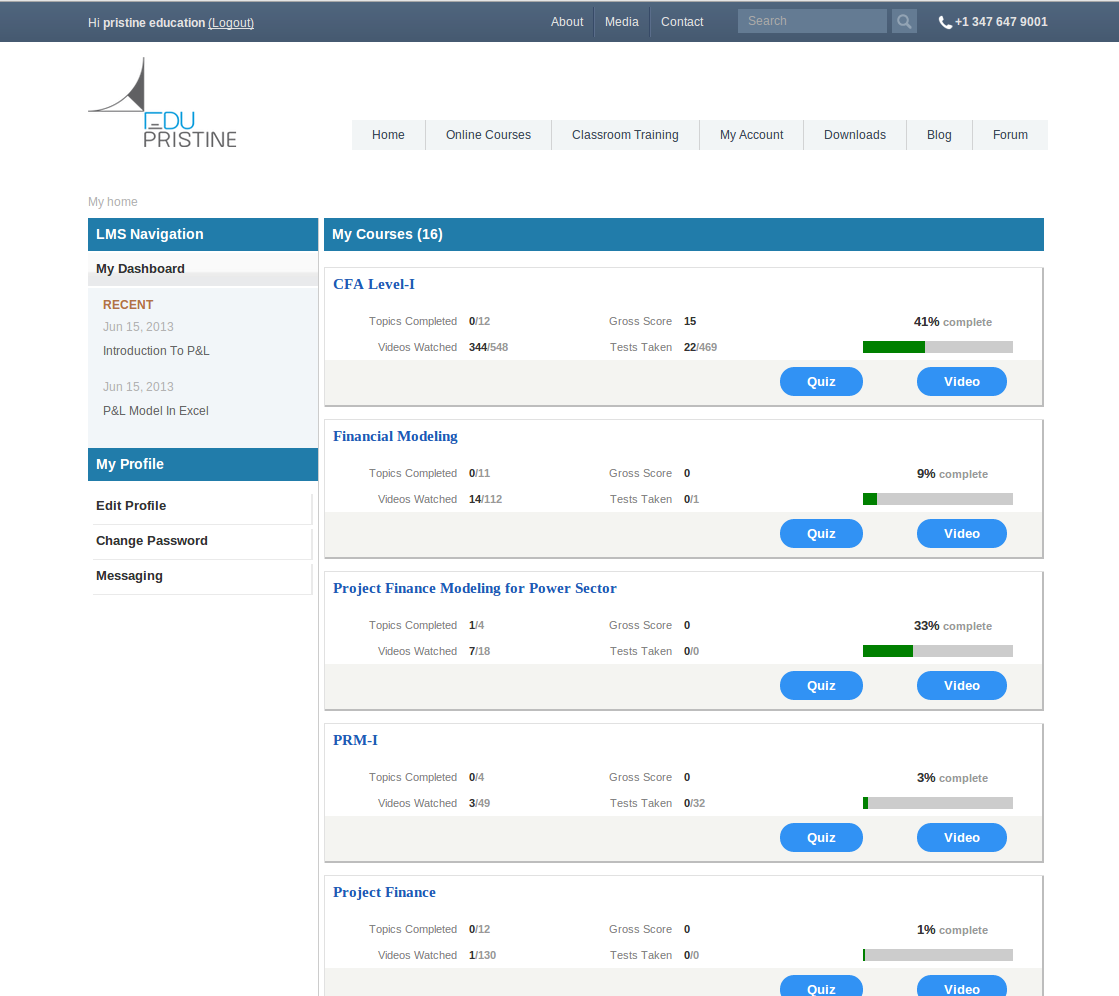 Hi pristine education (Logout)
About
Media
Contact
Search
+1 347 647 9001
EDU
PRISTINE
Home
Online Courses
Classroom Training
My Account
Downloads
Blog
Forum
My home
LMS Navigation
My Dashboard
RECENT
Jun 15, 2013
Introduction To P&L
Jun 15, 2013
P&L Model In Excel
My Profile
Edit Profile
Change Password
Messaging
My Courses (16)
CFA Level-I
Topics Completed 0/12 Gross Score 15 41% complete
Videos Watched 344/548 Tests Taken 22/469
Quiz Video
Financial Modeling
Topics Completed 0/11 Gross Score 0 9% complete
Videos Watched 14/112 Tests Taken 0/1
Quiz Video
Project Finance Modeling for Power Sector
Topics Completed 1/4 Gross Score 0 33% complete
Videos Watched 7/18 Tests Taken 0/0
Quiz Video
PRM-I
Topics Completed 0/4 Gross Score 0 3% complete
Videos Watched 3/49 Tests Taken 0/32
Quiz Video
Project Finance
Topics Completed 0/12 Gross Score 0 1% complete
Videos Watched 1/130 Tests Taken 0/0
Quiz Video